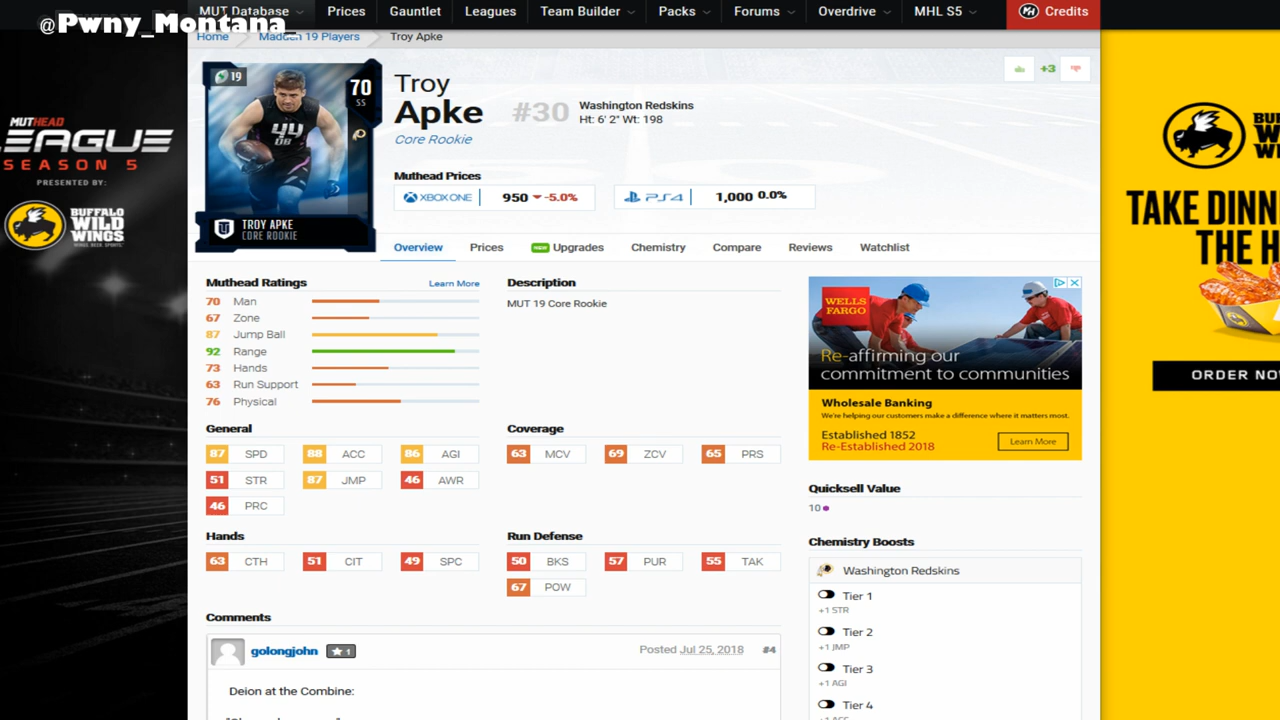 @Pwny_Montana_
MUT Database Prices Gauntlet Leagues Team Builder Packs Forums Overdrive MHL S5 Credits
Home Madden 19 Players Troy Apke
19
70
SS
44
DB
TROY APKE
CORE ROOKIE
Troy
Apke
#30
Washington Redskins
Ht: 6' 2" Wt: 198
Core Rookie
+3
Muthead Prices
XBOX ONE 950 -5.0%
PS4 1,000 0.0%
Overview Prices NEW Upgrades Chemistry Compare Reviews Watchlist
MUTHEAD
LEAGUE
SEASON 5
PRESENTED BY:
BUFFALO
WILD
WINGS
Muthead Ratings Learn More
70 Man
67 Zone
87 Jump Ball
92 Range
73 Hands
63 Run Support
76 Physical
Description
MUT 19 Core Rookie
General
87 SPD 88 ACC 86 AGI
51 STR 87 JMP 46 AWR
46 PRC
Coverage
63 MCV 69 ZCV 65 PRS
Hands
63 CTH 51 CIT 49 SPC
Run Defense
50 BKS 57 PUR 55 TAK
67 POW
Comments
golongjohn 1 Posted Jul 25, 2018 #4
Deion at the Combine:
WELLS
FARGO
Re-affirming our
commitment to communities
Wholesale Banking
We're helping our customers make a difference where it matters most.
Established 1852
Re-Established 2018
Learn More
Quicksell Value
10
Chemistry Boosts
Washington Redskins
Tier 1
+1 STR
Tier 2
+1 JMP
Tier 3
+1 AGI
Tier 4
+1 ACC
TAKE DINN
THE H
ORDER NO